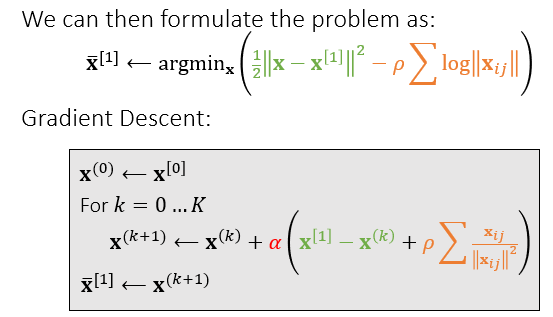 We can then formulate the problem as:
x̄^[1] ← argmin_x ( ½‖x − x^[1]‖² − ρ ∑ log‖x_ij‖ )
Gradient Descent:
x^(0) ← x^[0]
For k = 0 … K
x^(k+1) ← x^(k) + α ( x^[1] − x^(k) + ρ ∑ x_ij / ‖x_ij‖² )
x̄^[1] ← x^(k+1)